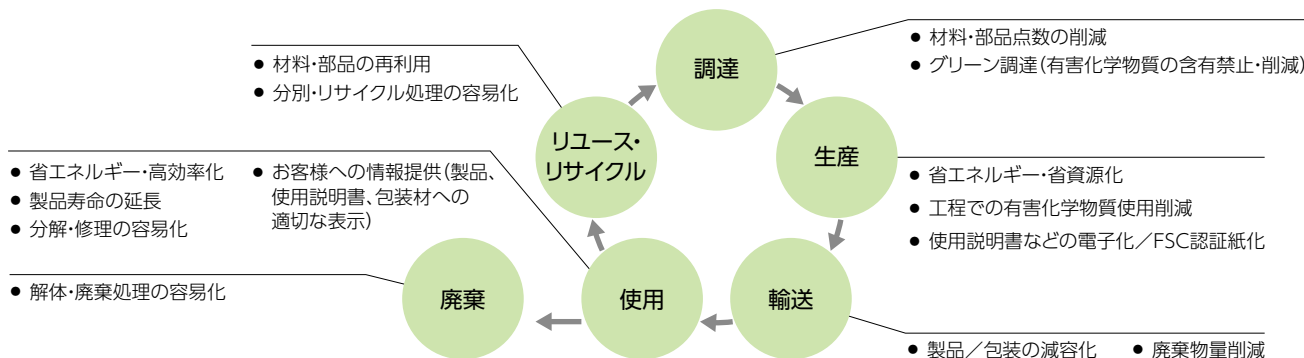 調達
● 材料・部品点数の削減
● グリーン調達(有害化学物質の含有禁止・削減)
生産
● 省エネルギー・省資源化
● 工程での有害化学物質使用削減
● 使用説明書などの電子化／FSC認証紙化
輸送
● 製品／包装の減容化 ● 廃棄物量削減
使用
● 省エネルギー・高効率化
● 製品寿命の延長
● 分解・修理の容易化
● お客様への情報提供(製品、
使用説明書、包装材への
適切な表示)
廃棄
● 解体・廃棄処理の容易化
リユース・
リサイクル
● 材料・部品の再利用
● 分別・リサイクル処理の容易化